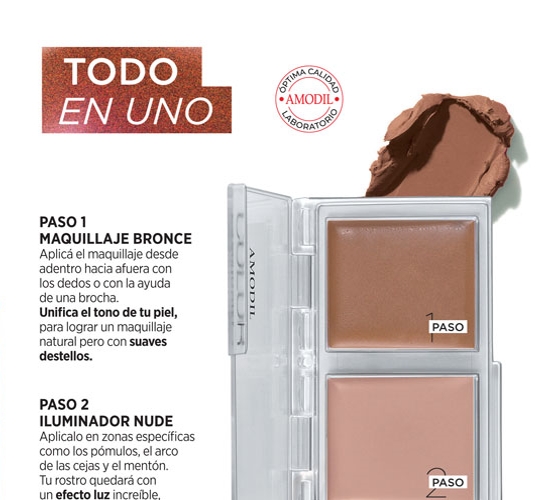 TODO
EN UNO
ÓPTIMA CALIDAD
• AMODIL •
LABORATORIO
PASO 1
MAQUILLAJE BRONCE
Aplicá el maquillaje desde
adentro hacia afuera con
los dedos o con la ayuda
de una brocha.
Unifica el tono de tu piel,
para lograr un maquillaje
natural pero con suaves
destellos.
AMODIL
1
PASO
PASO 2
ILUMINADOR NUDE
Aplicalo en zonas específicas
como los pómulos, el arco
de las cejas y el mentón.
Tu rostro quedará con
un efecto luz increíble,
2
PASO